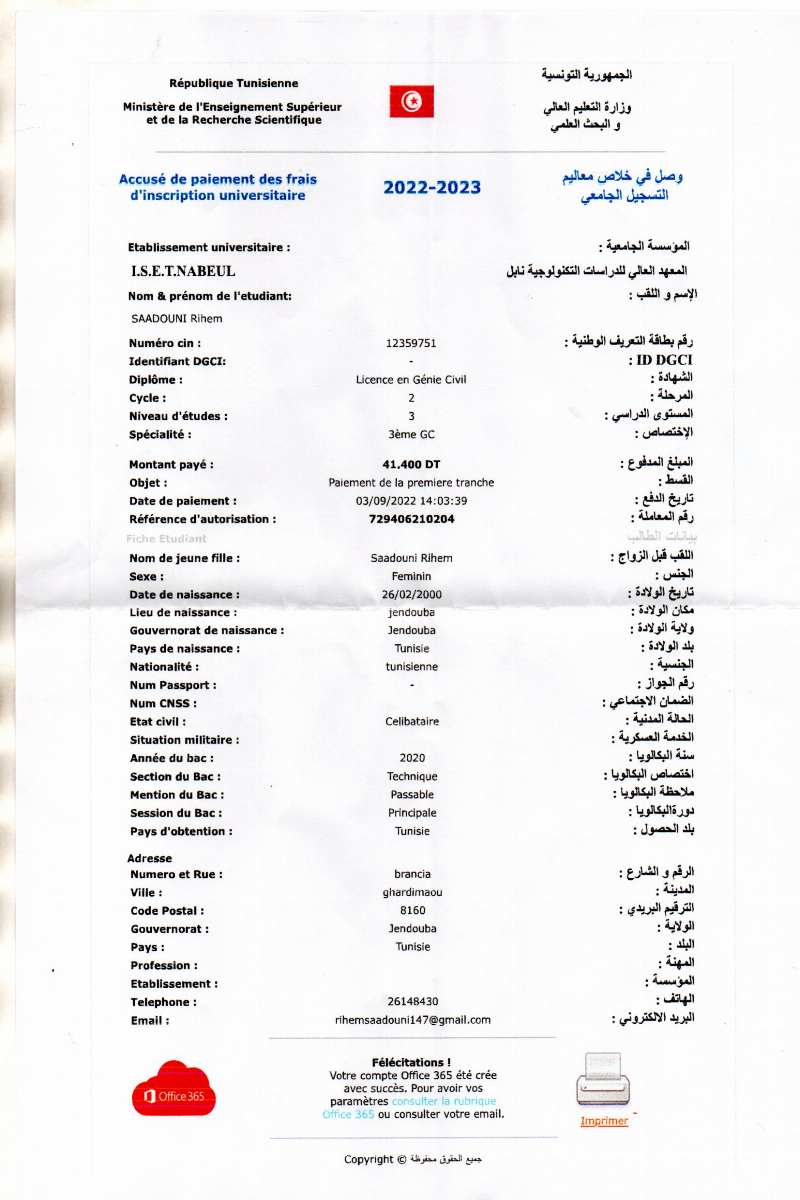 République Tunisienne
الجمهورية التونسية
Ministère de l'Enseignement Supérieur
et de la Recherche Scientifique
وزارة التعليم العالي
و البحث العلمي
Accusé de paiement des frais
d'inscription universitaire
2022-2023
وصل في خلاص معاليم
التسجيل الجامعي
Etablissement universitaire : المؤسسة الجامعية :
I.S.E.T.NABEUL المعهد العالي للدراسات التكنولوجية نابل
Nom & prénom de l'etudiant: الإسم و اللقب :
SAADOUNI Rihem
Numéro cin : 12359751 رقم بطاقة التعريف الوطنية :
Identifiant DGCI: - ID DGCI :
Diplôme : Licence en Génie Civil الشهادة :
Cycle : 2 المرحلة :
Niveau d'études : 3 المستوى الدراسي :
Spécialité : 3ème GC الإختصاص :
Montant payé : 41.400 DT المبلغ المدفوع :
Objet : Paiement de la premiere tranche القسط :
Date de paiement : 03/09/2022 14:03:39 تاريخ الدفع :
Référence d'autorisation : 729406210204 رقم المعاملة :
Fiche Etudiant بيانات الطالب
Nom de jeune fille : Saadouni Rihem اللقب قبل الزواج :
Sexe : Feminin الجنس :
Date de naissance : 26/02/2000 تاريخ الولادة :
Lieu de naissance : jendouba مكان الولادة :
Gouvernorat de naissance : Jendouba ولاية الولادة :
Pays de naissance : Tunisie بلد الولادة :
Nationalité : tunisienne الجنسية :
Num Passport : - رقم الجواز :
Num CNSS : الضمان الاجتماعي :
Etat civil : Celibataire الحالة المدنية :
Situation militaire : الخدمة العسكرية :
Année du bac : 2020 سنة البكالويا :
Section du Bac : Technique اختصاص البكالويا :
Mention du Bac : Passable ملاحظة البكالويا :
Session du Bac : Principale دورةالبكالويا :
Pays d'obtention : Tunisie بلد الحصول :
Adresse
Numero et Rue : brancia الرقم و الشارع :
Ville : ghardimaou المدينة :
Code Postal : 8160 الترقيم البريدي :
Gouvernorat : Jendouba الولاية :
Pays : Tunisie البلد :
Profession : المهنة :
Etablissement : المؤسسة :
Telephone : 26148430 الهاتف :
Email : rihemsaadouni147@gmail.com البريد الالكتروني :
Félécitations !
Votre compte Office 365 été crée
avec succès. Pour avoir vos
paramètres consulter la rubrique
Office 365 ou consulter votre email.
Office 365
Imprimer
Copyright © جميع الحقوق محفوظة